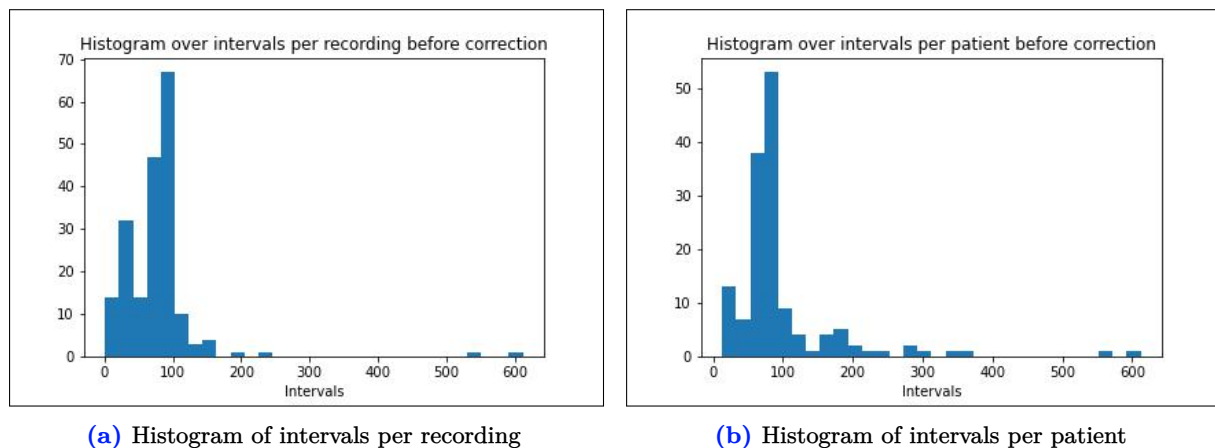 Histogram over intervals per recording before correction
70
60
50
40
30
20
10
0
0 100 200 300 400 500 600
Intervals
(a) Histogram of intervals per recording
Histogram over intervals per patient before correction
50
40
30
20
10
0
0 100 200 300 400 500 600
Intervals
(b) Histogram of intervals per patient